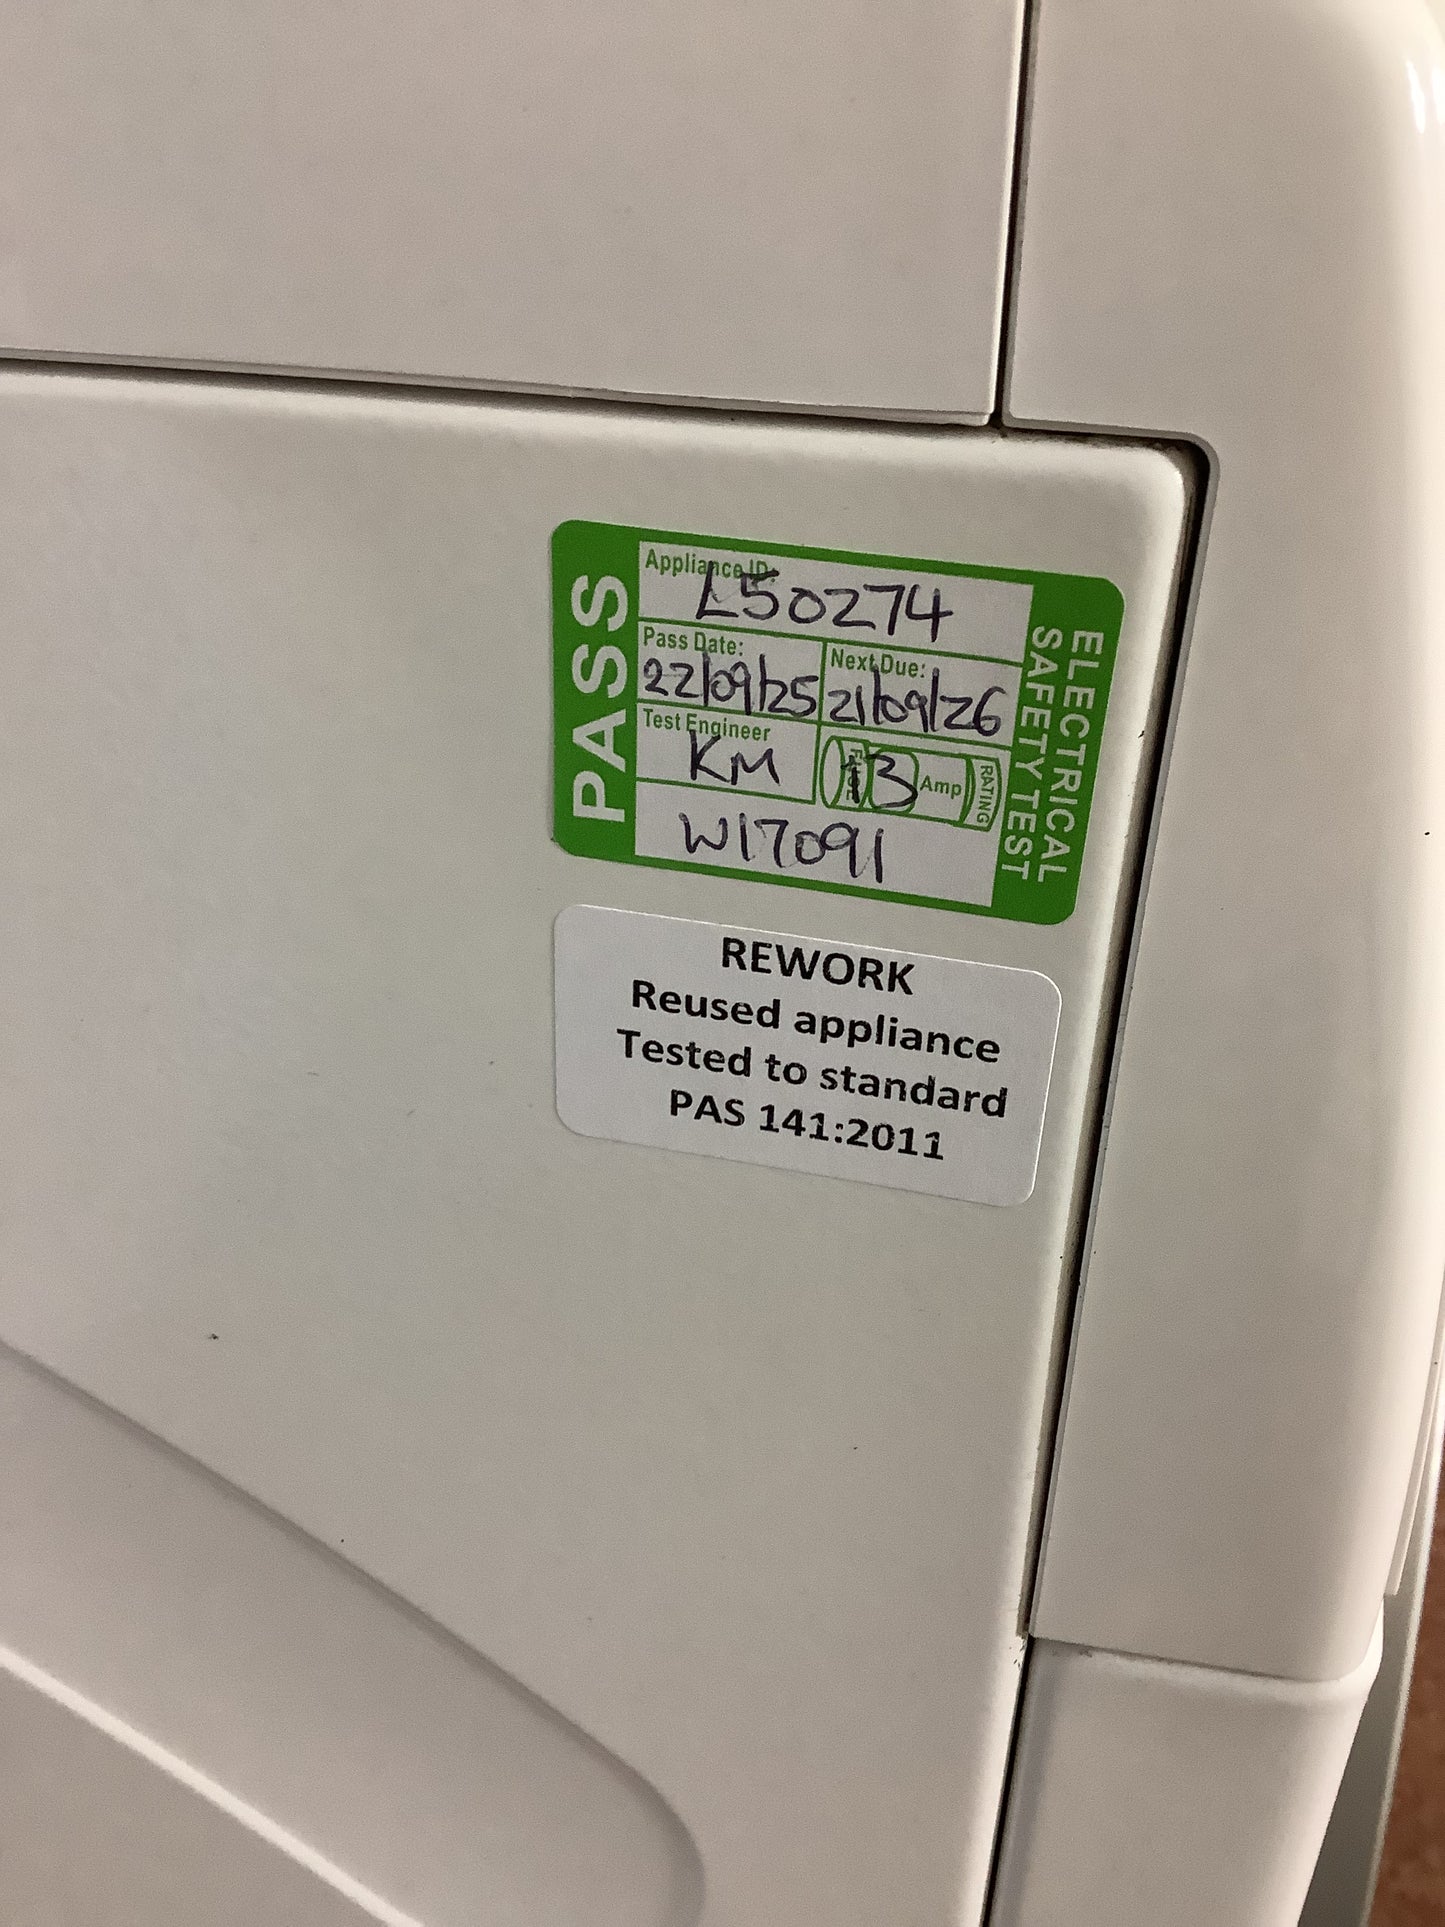 PASS
Appliance ID:
L50274
Pass Date:
22/09/25
Next Due:
21/09/26
Test Engineer
KM
FUSE
13
Amp
RATING
W17091
ELECTRICAL
SAFETY TEST
REWORK
Reused appliance
Tested to standard
PAS 141:2011